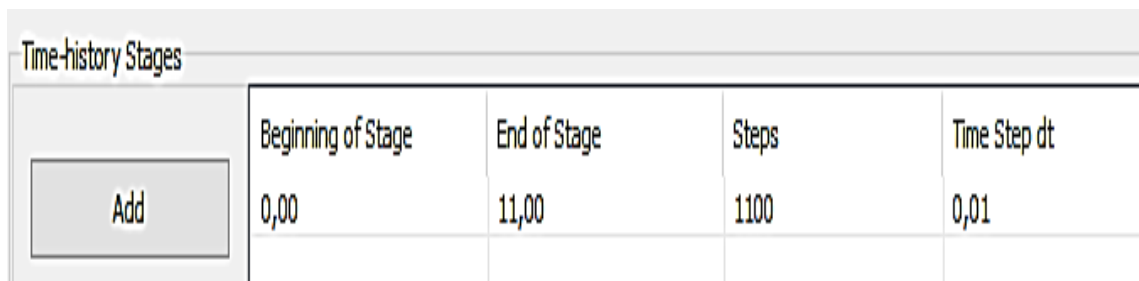 Time-history Stages
Beginning of Stage End of Stage Steps Time Step dt
Add 0,00 11,00 1100 0,01